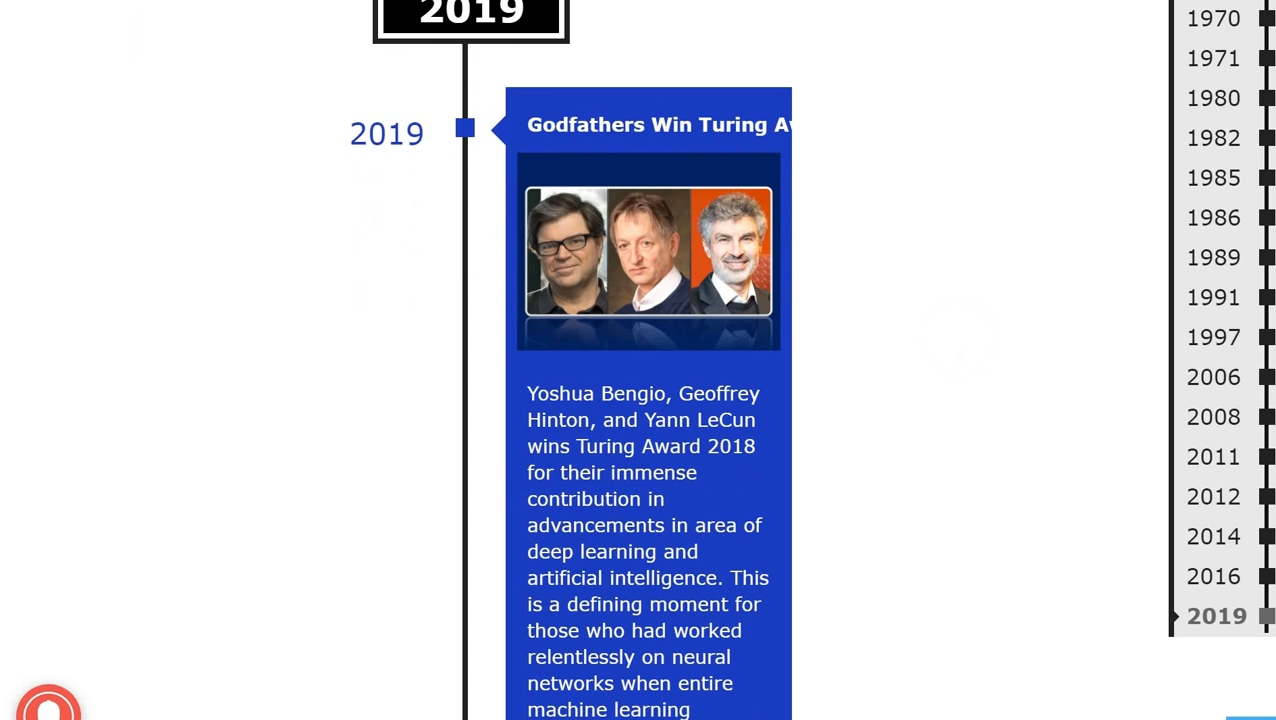 2019
2019
Godfathers Win Turing
Yoshua Bengio, Geoffrey
Hinton, and Yann LeCun
wins Turing Award 2018
for their immense
contribution in
advancements in area of
deep learning and
artificial intelligence. This
is a defining moment for
those who had worked
relentlessly on neural
networks when entire
machine learning
1970
1971
1980
1982
1985
1986
1989
1991
1997
2006
2008
2011
2012
2014
2016
2019